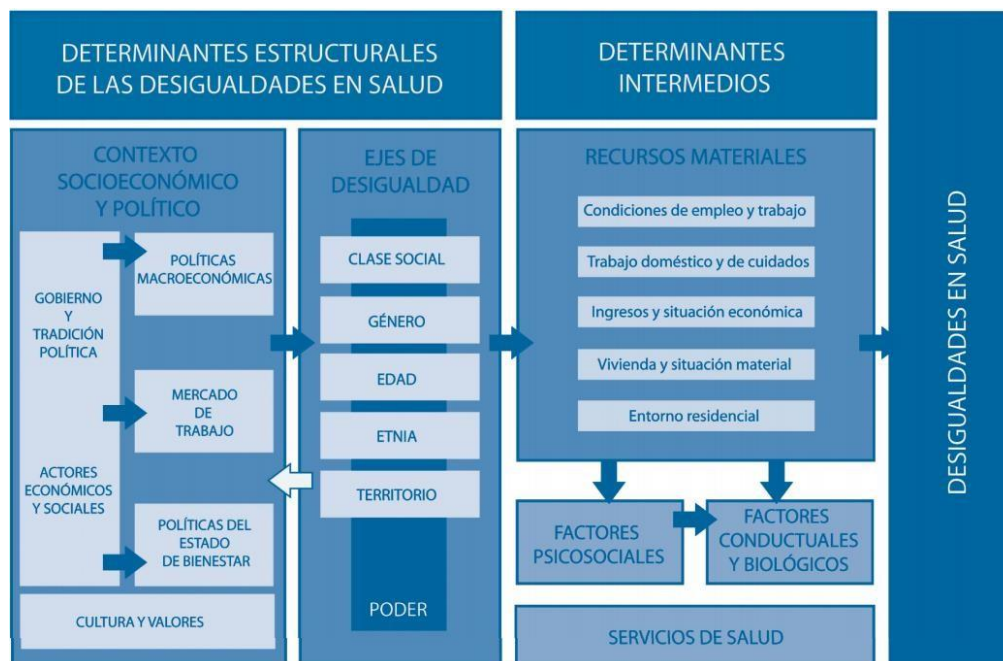 DETERMINANTES ESTRUCTURALES
DE LAS DESIGUALDADES EN SALUD
CONTEXTO
SOCIOECONÓMICO
Y POLÍTICO
GOBIERNO
Y
TRADICIÓN
POLÍTICA
ACTORES
ECONÓMICOS
Y SOCIALES
POLÍTICAS
MACROECONÓMICAS
MERCADO
DE
TRABAJO
POLÍTICAS DEL
ESTADO
DE BIENESTAR
CULTURA Y VALORES
EJES DE
DESIGUALDAD
CLASE SOCIAL
GÉNERO
EDAD
ETNIA
TERRITORIO
PODER
DETERMINANTES
INTERMEDIOS
RECURSOS MATERIALES
Condiciones de empleo y trabajo
Trabajo doméstico y de cuidados
Ingresos y situación económica
Vivienda y situación material
Entorno residencial
FACTORES
PSICOSOCIALES
FACTORES
CONDUCTUALES
Y BIOLÓGICOS
SERVICIOS DE SALUD
DESIGUALDADES EN SALUD